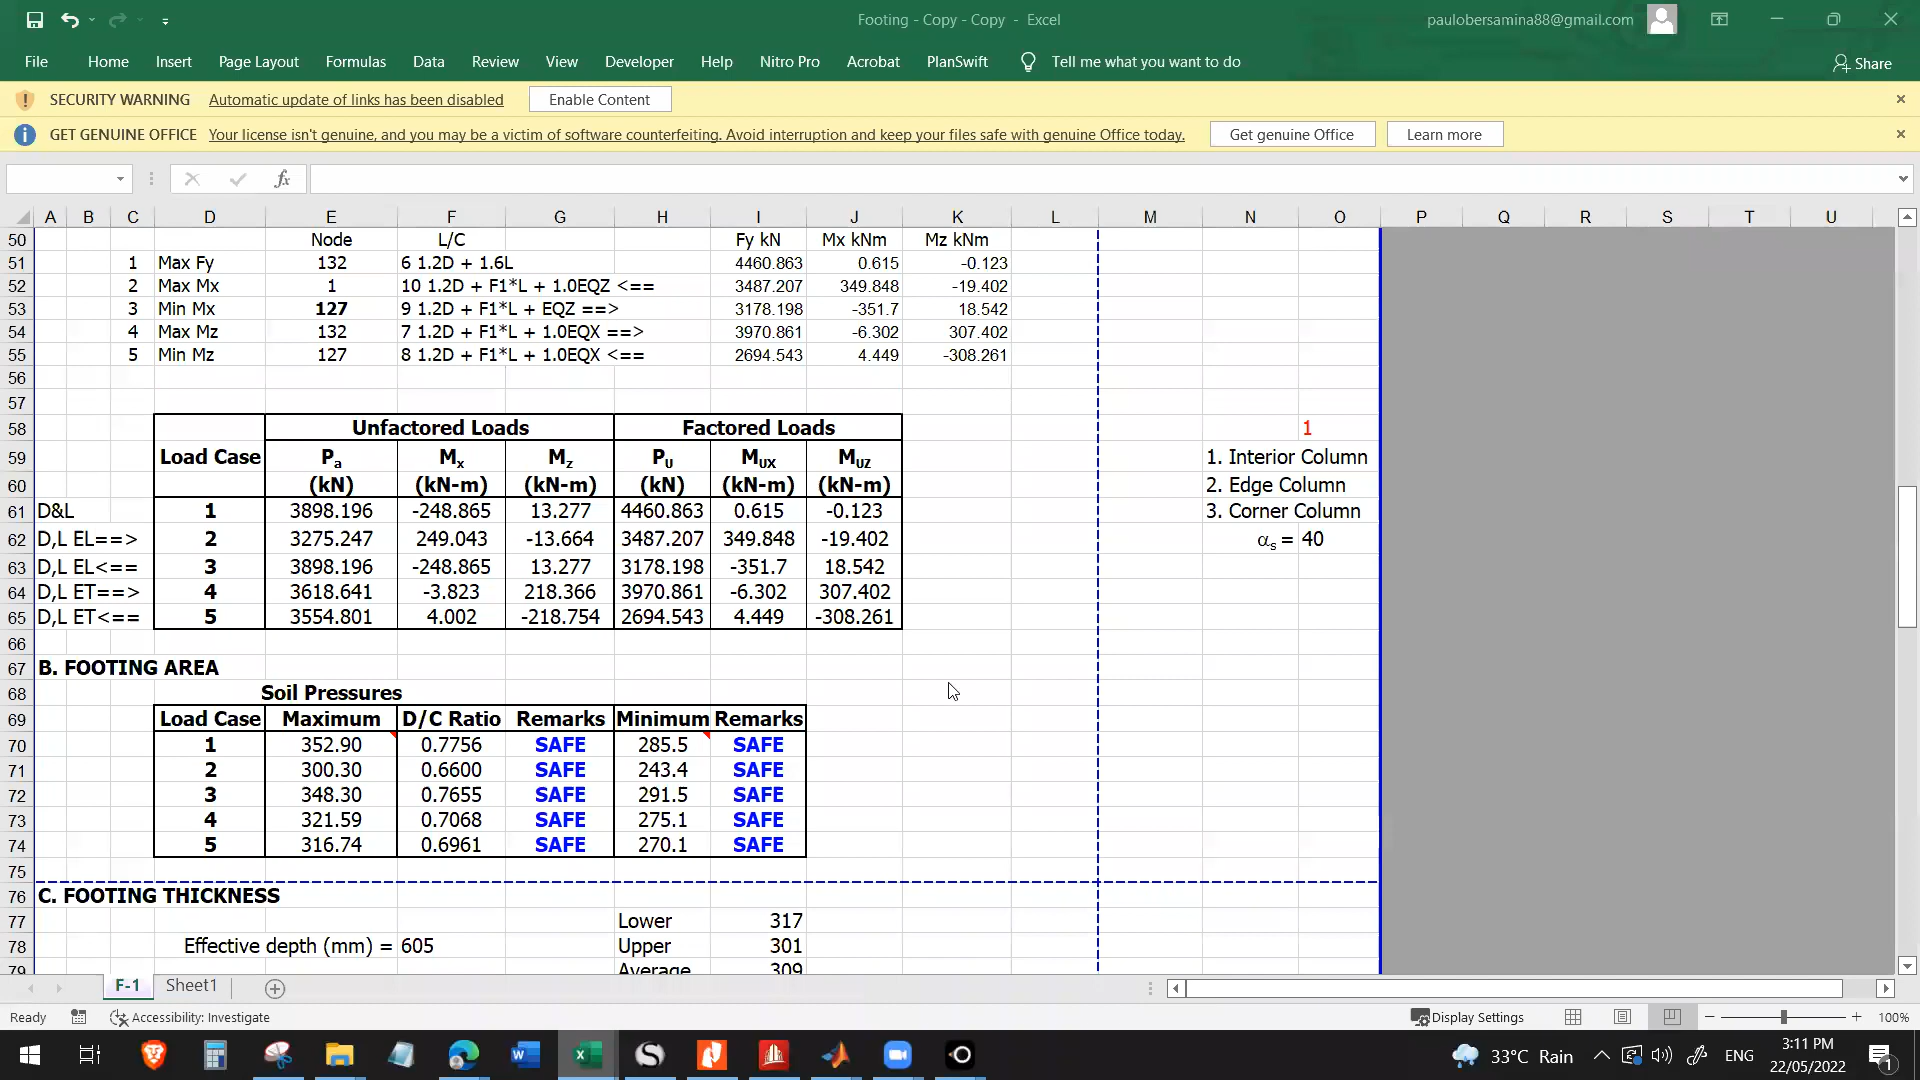 Footing - Copy - Copy - Excel
paulobersamina88@gmail.com
File Home Insert Page Layout Formulas Data Review View Developer Help Nitro Pro Acrobat PlanSwift Tell me what you want to do Share
SECURITY WARNING Automatic update of links has been disabled Enable Content
GET GENUINE OFFICE Your license isn't genuine, and you may be a victim of software counterfeiting. Avoid interruption and keep your files safe with genuine Office today. Get genuine Office Learn more
fx
A B C D E F G H I J K L M N O P Q R S T U
50 Node L/C Fy kN Mx kNm Mz kNm
51 1 Max Fy 132 6 1.2D + 1.6L 4460.863 0.615 -0.123
52 2 Max Mx 1 10 1.2D + F1*L + 1.0EQZ <== 3487.207 349.848 -19.402
53 3 Min Mx 127 9 1.2D + F1*L + EQZ ==> 3178.198 -351.7 18.542
54 4 Max Mz 132 7 1.2D + F1*L + 1.0EQX ==> 3970.861 -6.302 307.402
55 5 Min Mz 127 8 1.2D + F1*L + 1.0EQX <== 2694.543 4.449 -308.261
56
57
58 Unfactored Loads Factored Loads 1
59 Load Case Pa Mx Mz PU MUX MUZ 1. Interior Column
60 (kN) (kN-m) (kN-m) (kN) (kN-m) (kN-m) 2. Edge Column
61 D&L 1 3898.196 -248.865 13.277 4460.863 0.615 -0.123 3. Corner Column
62 D,L EL==> 2 3275.247 249.043 -13.664 3487.207 349.848 -19.402 αs = 40
63 D,L EL<== 3 3898.196 -248.865 13.277 3178.198 -351.7 18.542
64 D,L ET==> 4 3618.641 -3.823 218.366 3970.861 -6.302 307.402
65 D,L ET<== 5 3554.801 4.002 -218.754 2694.543 4.449 -308.261
66
67 B. FOOTING AREA
68 Soil Pressures
69 Load Case Maximum D/C Ratio Remarks Minimum Remarks
70 1 352.90 0.7756 SAFE 285.5 SAFE
71 2 300.30 0.6600 SAFE 243.4 SAFE
72 3 348.30 0.7655 SAFE 291.5 SAFE
73 4 321.59 0.7068 SAFE 275.1 SAFE
74 5 316.74 0.6961 SAFE 270.1 SAFE
75
76 C. FOOTING THICKNESS
77 Lower 317
78 Effective depth (mm) = 605 Upper 301
79 Average 309
F-1 Sheet1
Ready Accessibility: Investigate Display Settings 100%
33°C Rain ENG 3:11 PM
22/05/2022 1